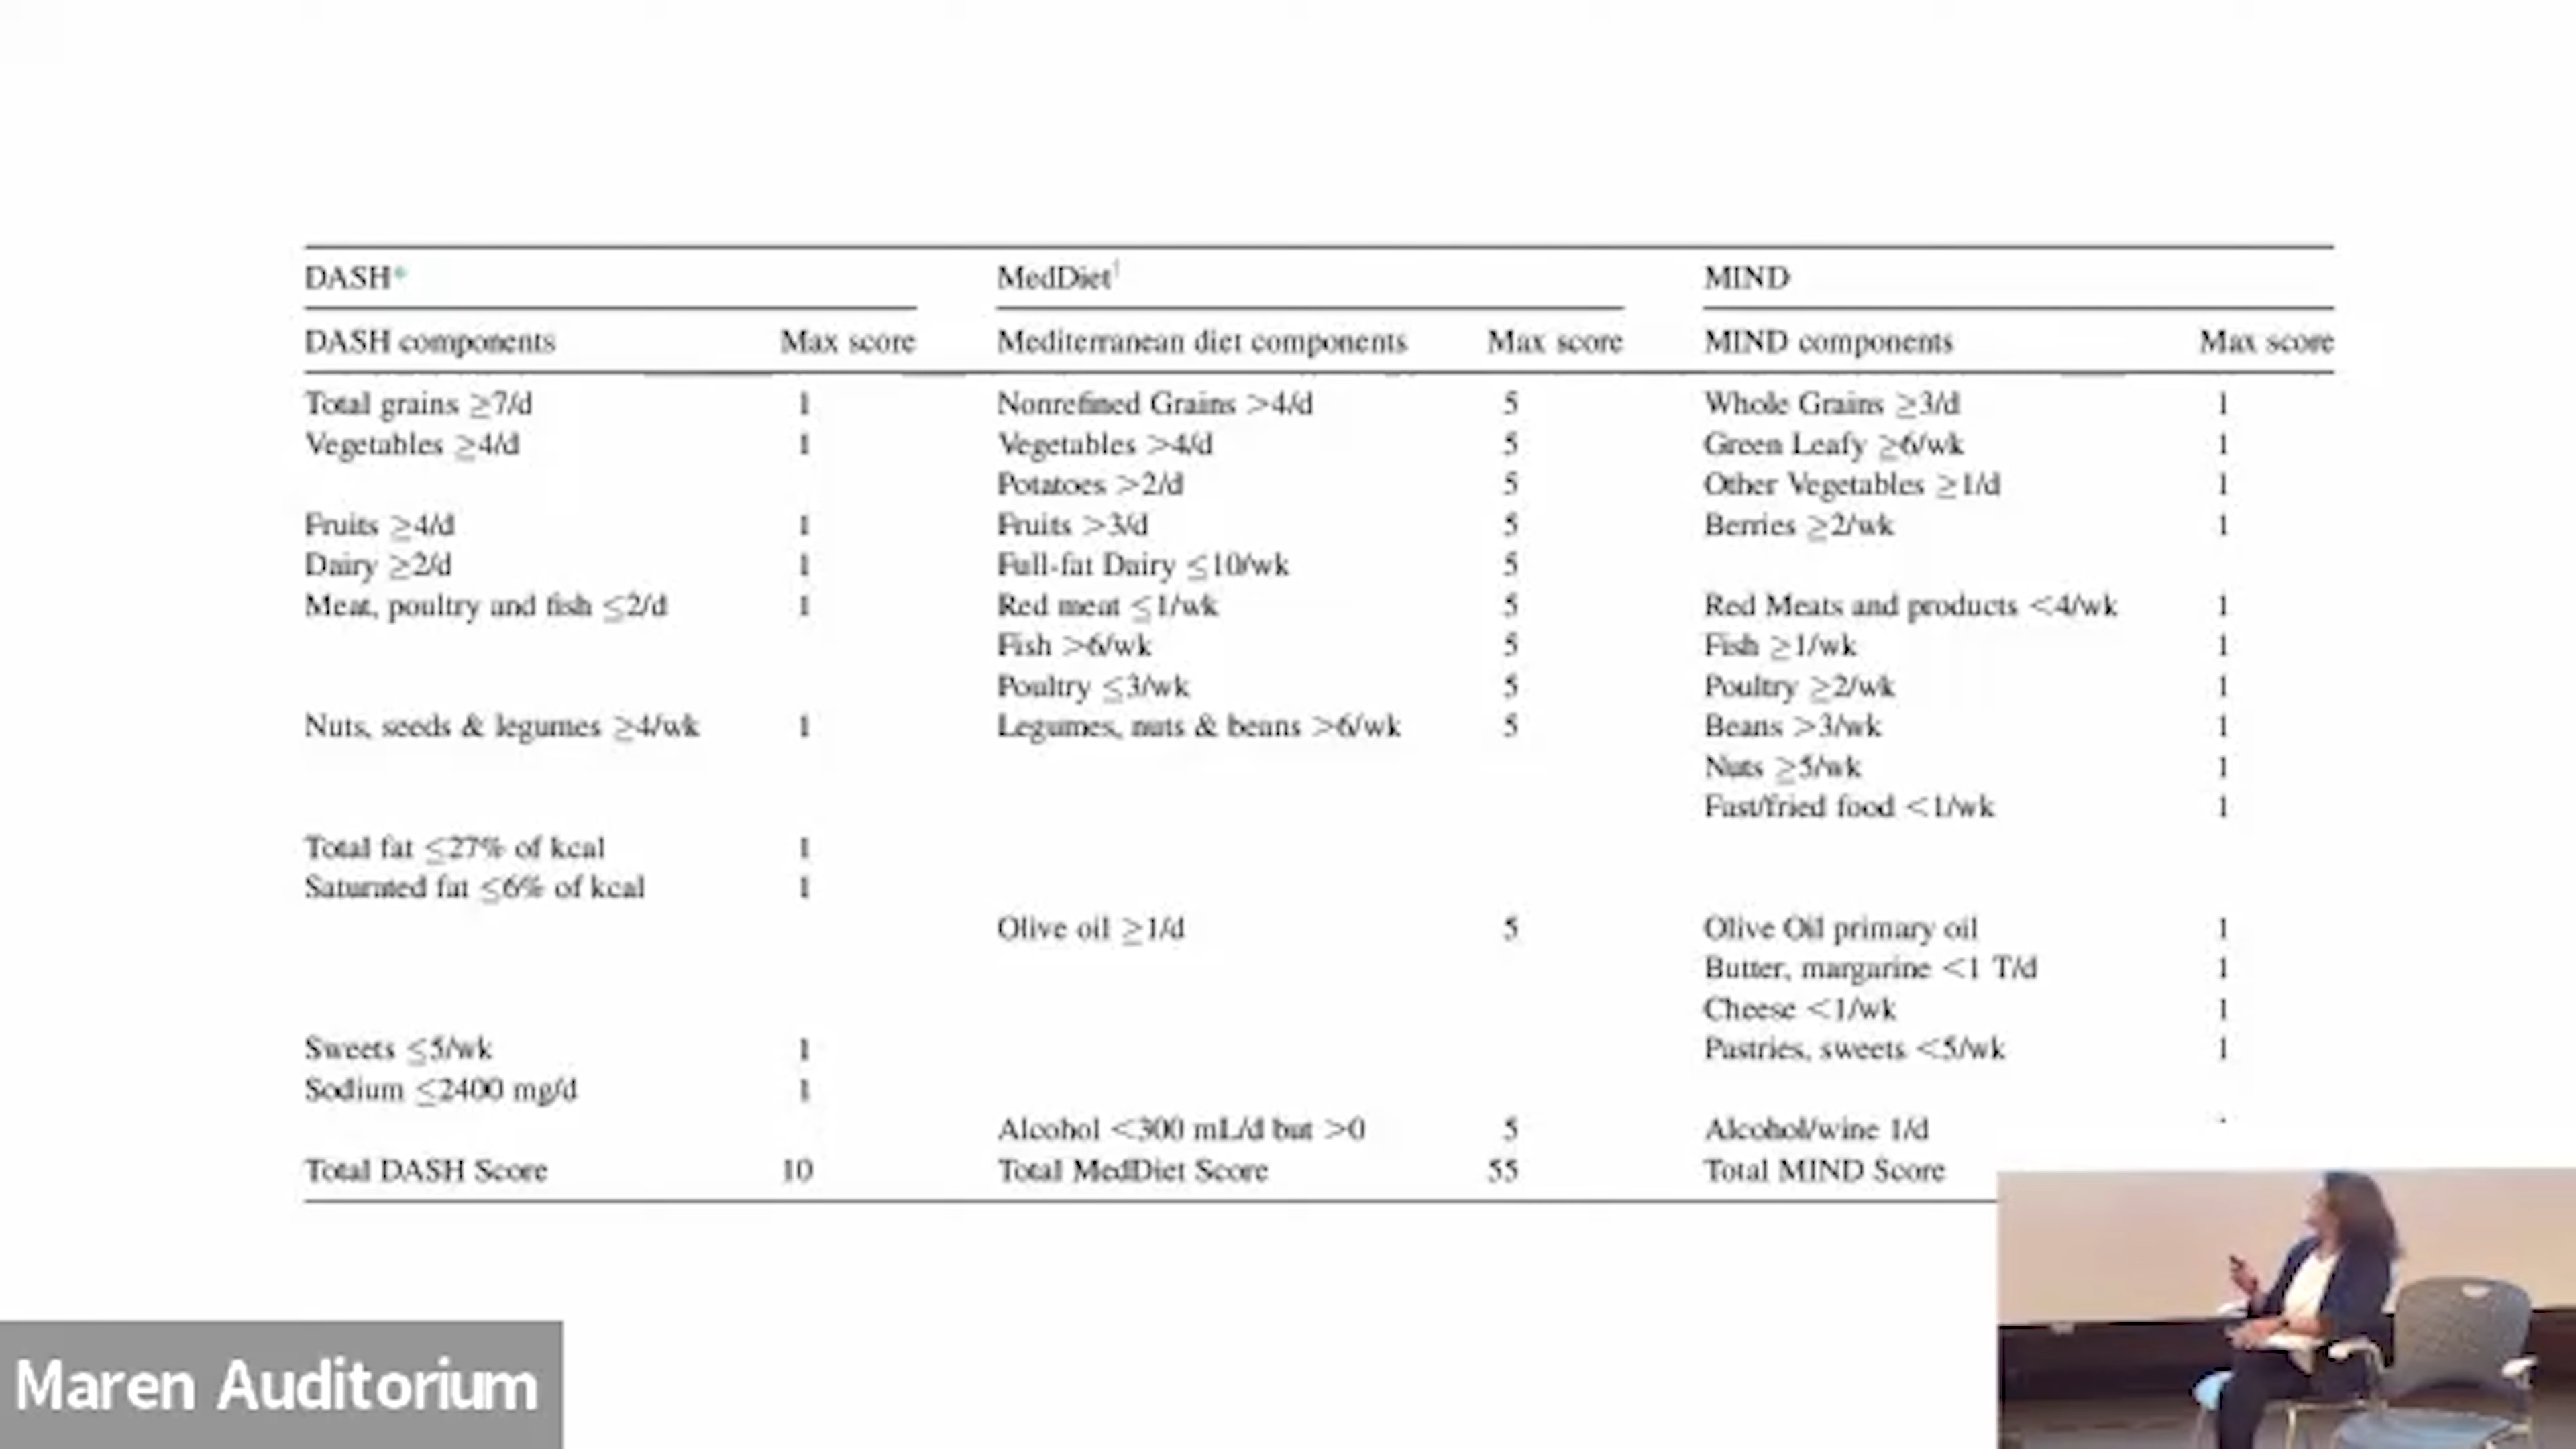 DASH* MedDiet† MIND
DASH components Max score Mediterranean diet components Max score MIND components Max score
Total grains ≥7/d 1 Nonrefined Grains >4/d 5 Whole Grains ≥3/d 1
Vegetables ≥4/d 1 Vegetables >4/d 5 Green Leafy ≥6/wk 1
Potatoes >2/d 5 Other Vegetables ≥1/d 1
Fruits ≥4/d 1 Fruits >3/d 5 Berries ≥2/wk 1
Dairy ≥2/d 1 Full-fat Dairy ≤10/wk 5
Meat, poultry and fish ≤2/d 1 Red meat ≤1/wk 5 Red Meats and products <4/wk 1
Fish >6/wk 5 Fish ≥1/wk 1
Poultry ≤3/wk 5 Poultry ≥2/wk 1
Nuts, seeds & legumes ≥4/wk 1 Legumes, nuts & beans >6/wk 5 Beans >3/wk 1
Nuts ≥5/wk 1
Fast/fried food <1/wk 1
Total fat ≤27% of kcal 1
Saturated fat ≤6% of kcal 1
Olive oil ≥1/d 5 Olive Oil primary oil 1
Butter, margarine <1 T/d 1
Cheese <1/wk 1
Sweets ≤5/wk 1 Pastries, sweets <5/wk 1
Sodium ≤2400 mg/d 1
Alcohol <300 mL/d but >0 5 Alcohol/wine 1/d
Total DASH Score 10 Total MedDiet Score 55 Total MIND Score
Maren Auditorium